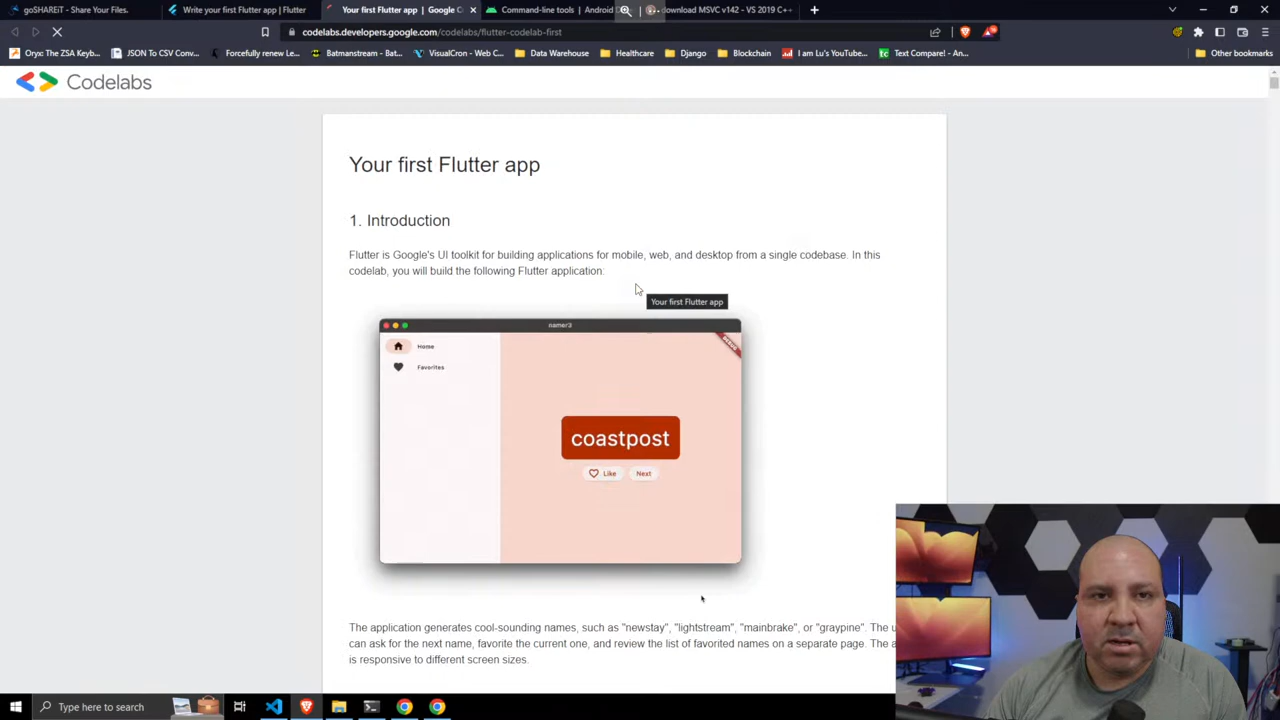 goSHAREiT - Share Your Files.
Write your first Flutter app | Flutter
Your first Flutter app | Google C
Command-line tools | Android D
download MSVC v142 - VS 2019 C++
codelabs.developers.google.com/codelabs/flutter-codelab-first
Oryx: The ZSA Keyb...
JSON To CSV Conv...
Forcefully renew Le...
Batmanstream - Bat...
VisualCron - Web C...
Data Warehouse
Healthcare
Django
Blockchain
I am Lu's YouTube...
Text Compare! - An...
Other bookmarks
Codelabs
Your first Flutter app
1. Introduction
Flutter is Google's UI toolkit for building applications for mobile, web, and desktop from a single codebase. In this
codelab, you will build the following Flutter application:
Your first Flutter app
namer3
Home
Favorites
coastpost
Like
Next
The application generates cool-sounding names, such as "newstay", "lightstream", "mainbrake", or "graypine". The u
can ask for the next name, favorite the current one, and review the list of favorited names on a separate page. The a
is responsive to different screen sizes.
Type here to search